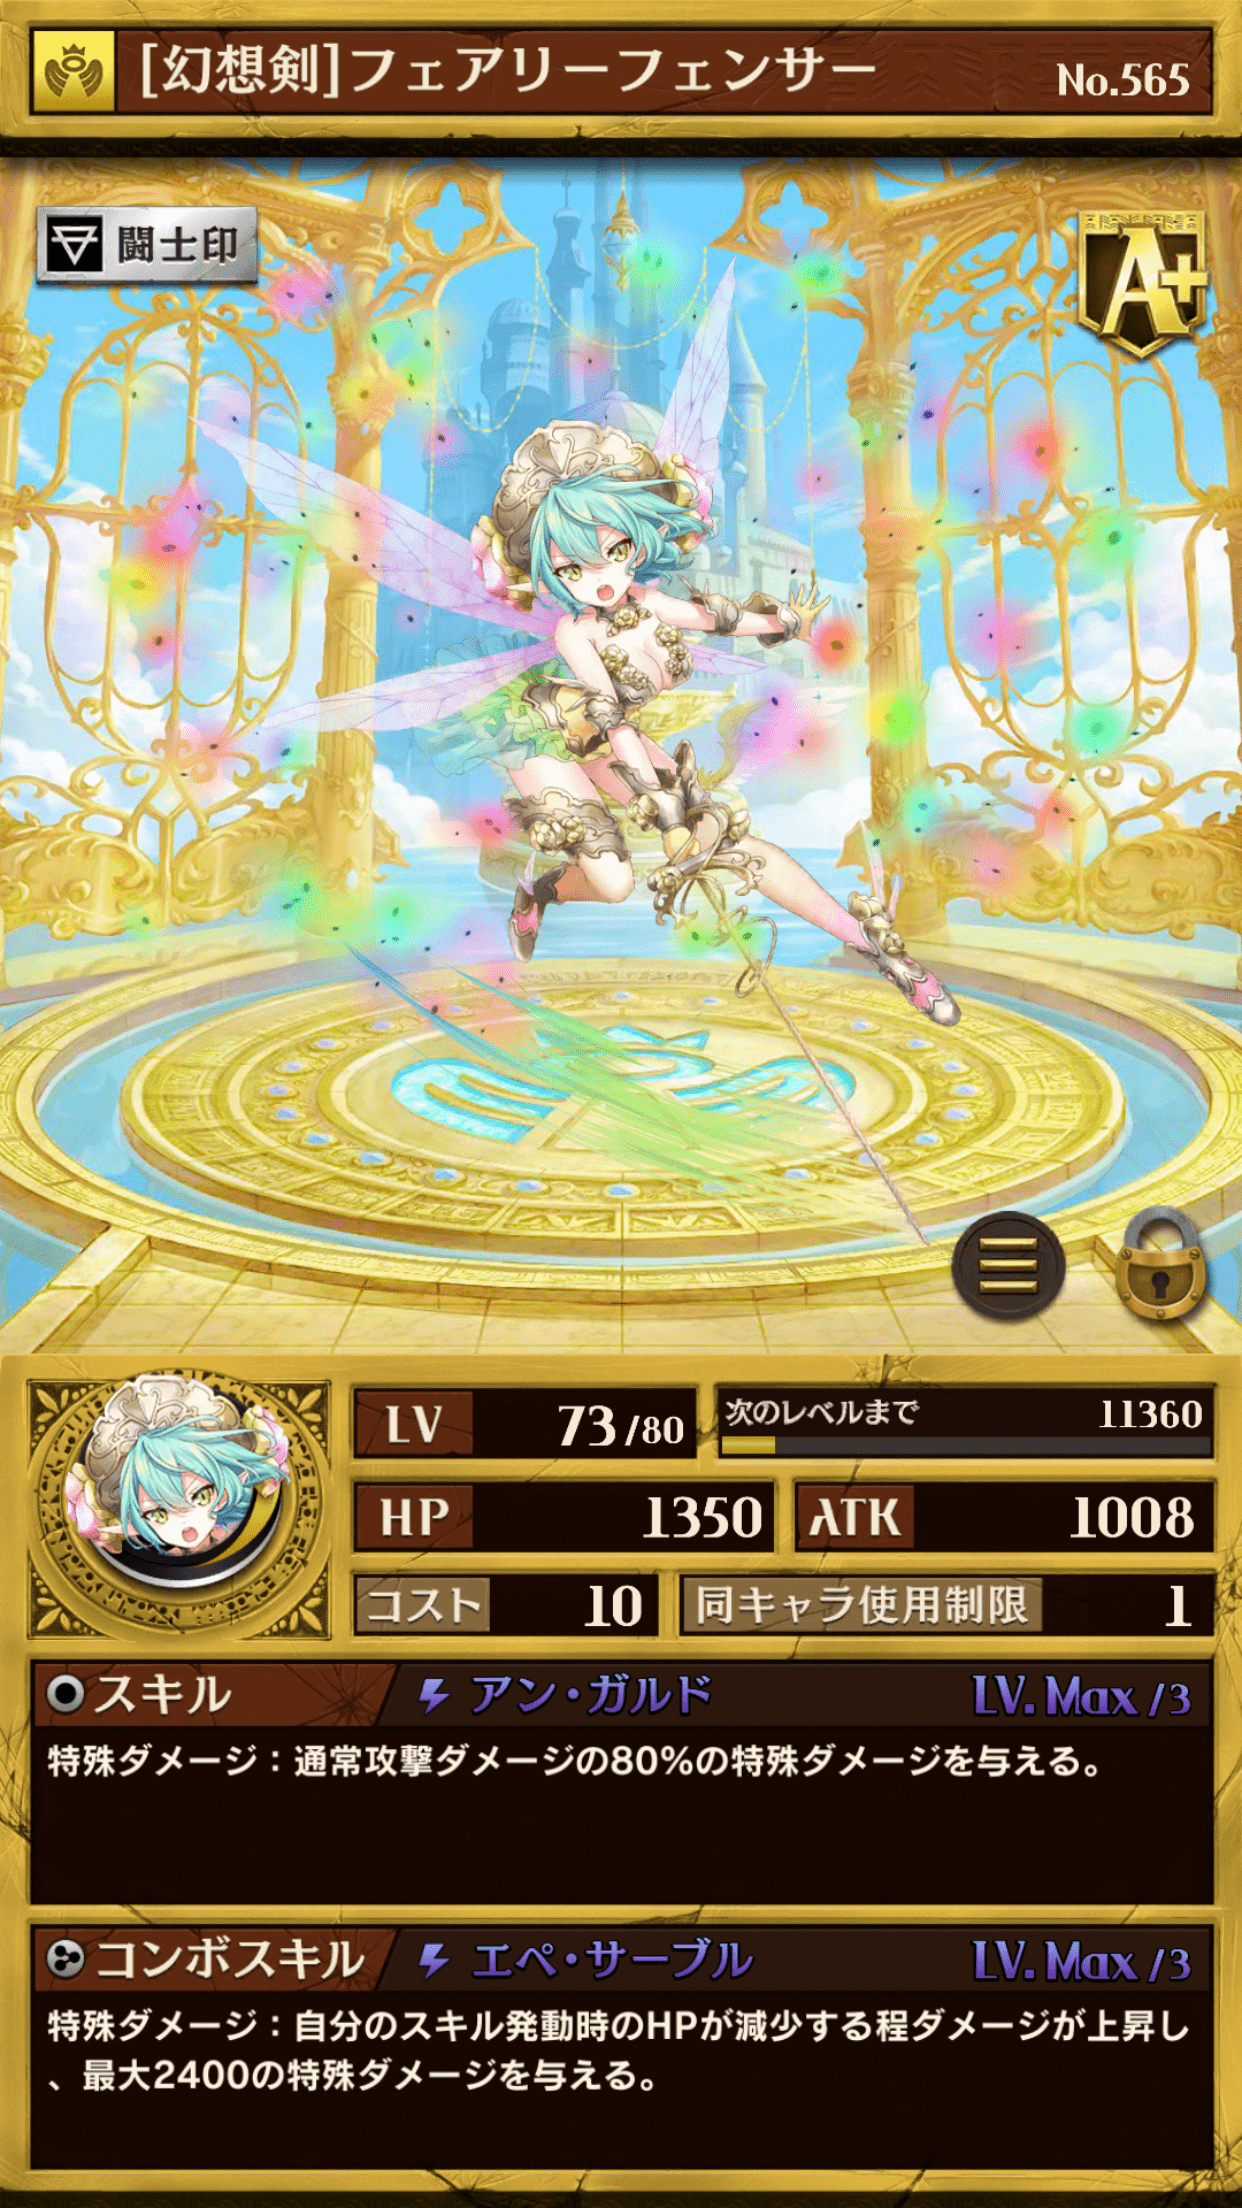 [幻想剣]フェアリーフェンサー
No.565
闘士印
A+
LV 73/80
次のレベルまで 11360
HP 1350
ATK 1008
コスト 10
同キャラ使用制限 1
スキル アン・ガルド LV.Max/3
特殊ダメージ：通常攻撃ダメージの80%の特殊ダメージを与える。
コンボスキル エペ・サーブル LV.Max/3
特殊ダメージ：自分のスキル発動時のHPが減少する程ダメージが上昇し
、最大2400の特殊ダメージを与える。